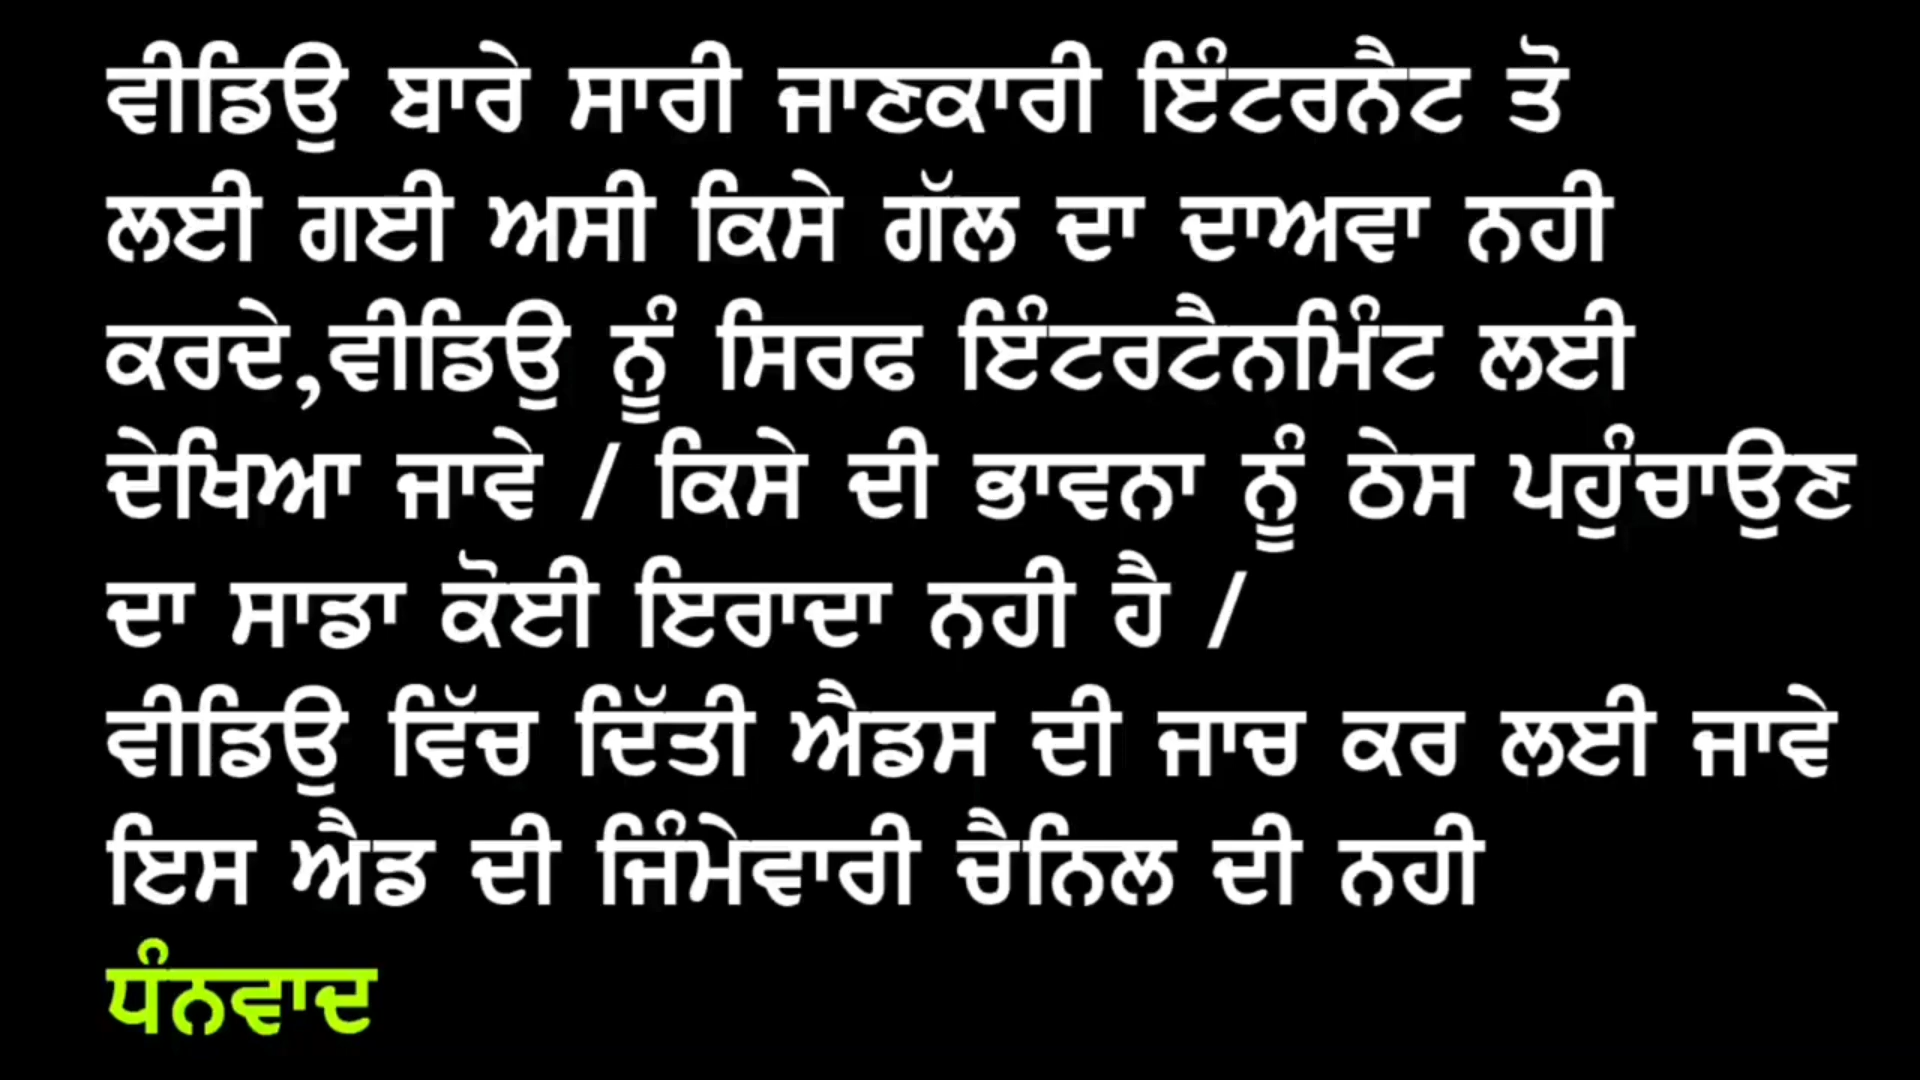 ਵੀਡਿਉ ਬਾਰੇ ਸਾਰੀ ਜਾਣਕਾਰੀ ਇੰਟਰਨੈਟ ਤੋ
ਲਈ ਗਈ ਅਸੀ ਕਿਸੇ ਗੱਲ ਦਾ ਦਾਅਵਾ ਨਹੀ
ਕਰਦੇ,ਵੀਡਿਉ ਨੂੰ ਸਿਰਫ ਇੰਟਰਟੈਨਮਿੰਟ ਲਈ
ਦੇਖਿਆ ਜਾਵੇ / ਕਿਸੇ ਦੀ ਭਾਵਨਾ ਨੂੰ ਠੇਸ ਪਹੁੰਚਾਉਣ
ਦਾ ਸਾਡਾ ਕੋਈ ਇਰਾਦਾ ਨਹੀ ਹੈ /
ਵੀਡਿਉ ਵਿੱਚ ਦਿੱਤੀ ਐਡਸ ਦੀ ਜਾਚ ਕਰ ਲਈ ਜਾਵੇ
ਇਸ ਐਡ ਦੀ ਜਿੰਮੇਵਾਰੀ ਚੈਨਿਲ ਦੀ ਨਹੀ
ਧੰਨਵਾਦ